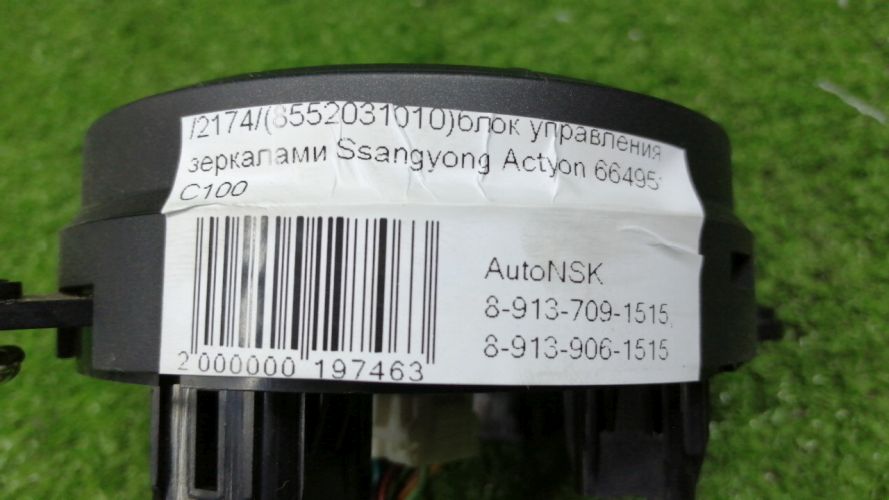 /2174/(8552031010)блок управления
зеркалами Ssangyong Actyon 66495
C100
AutoNSK
8-913-709-1515,
8-913-906-1515
2 000000 197463